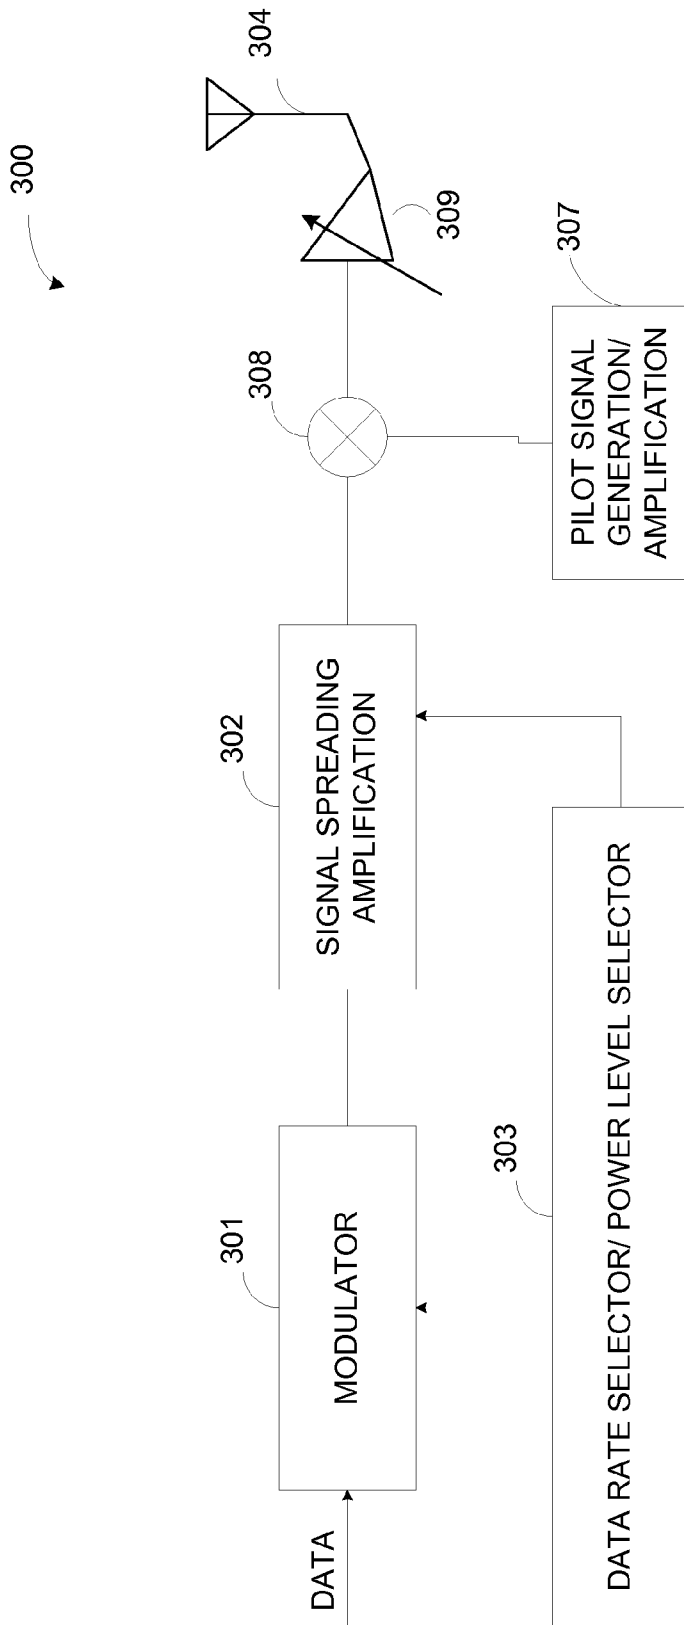 300
304
309
308
307
PILOT SIGNAL
GENERATION/
AMPLIFICATION
302
SIGNAL SPREADING
AMPLIFICATION
301
MODULATOR
303
DATA RATE SELECTOR/ POWER LEVEL SELECTOR
DATA